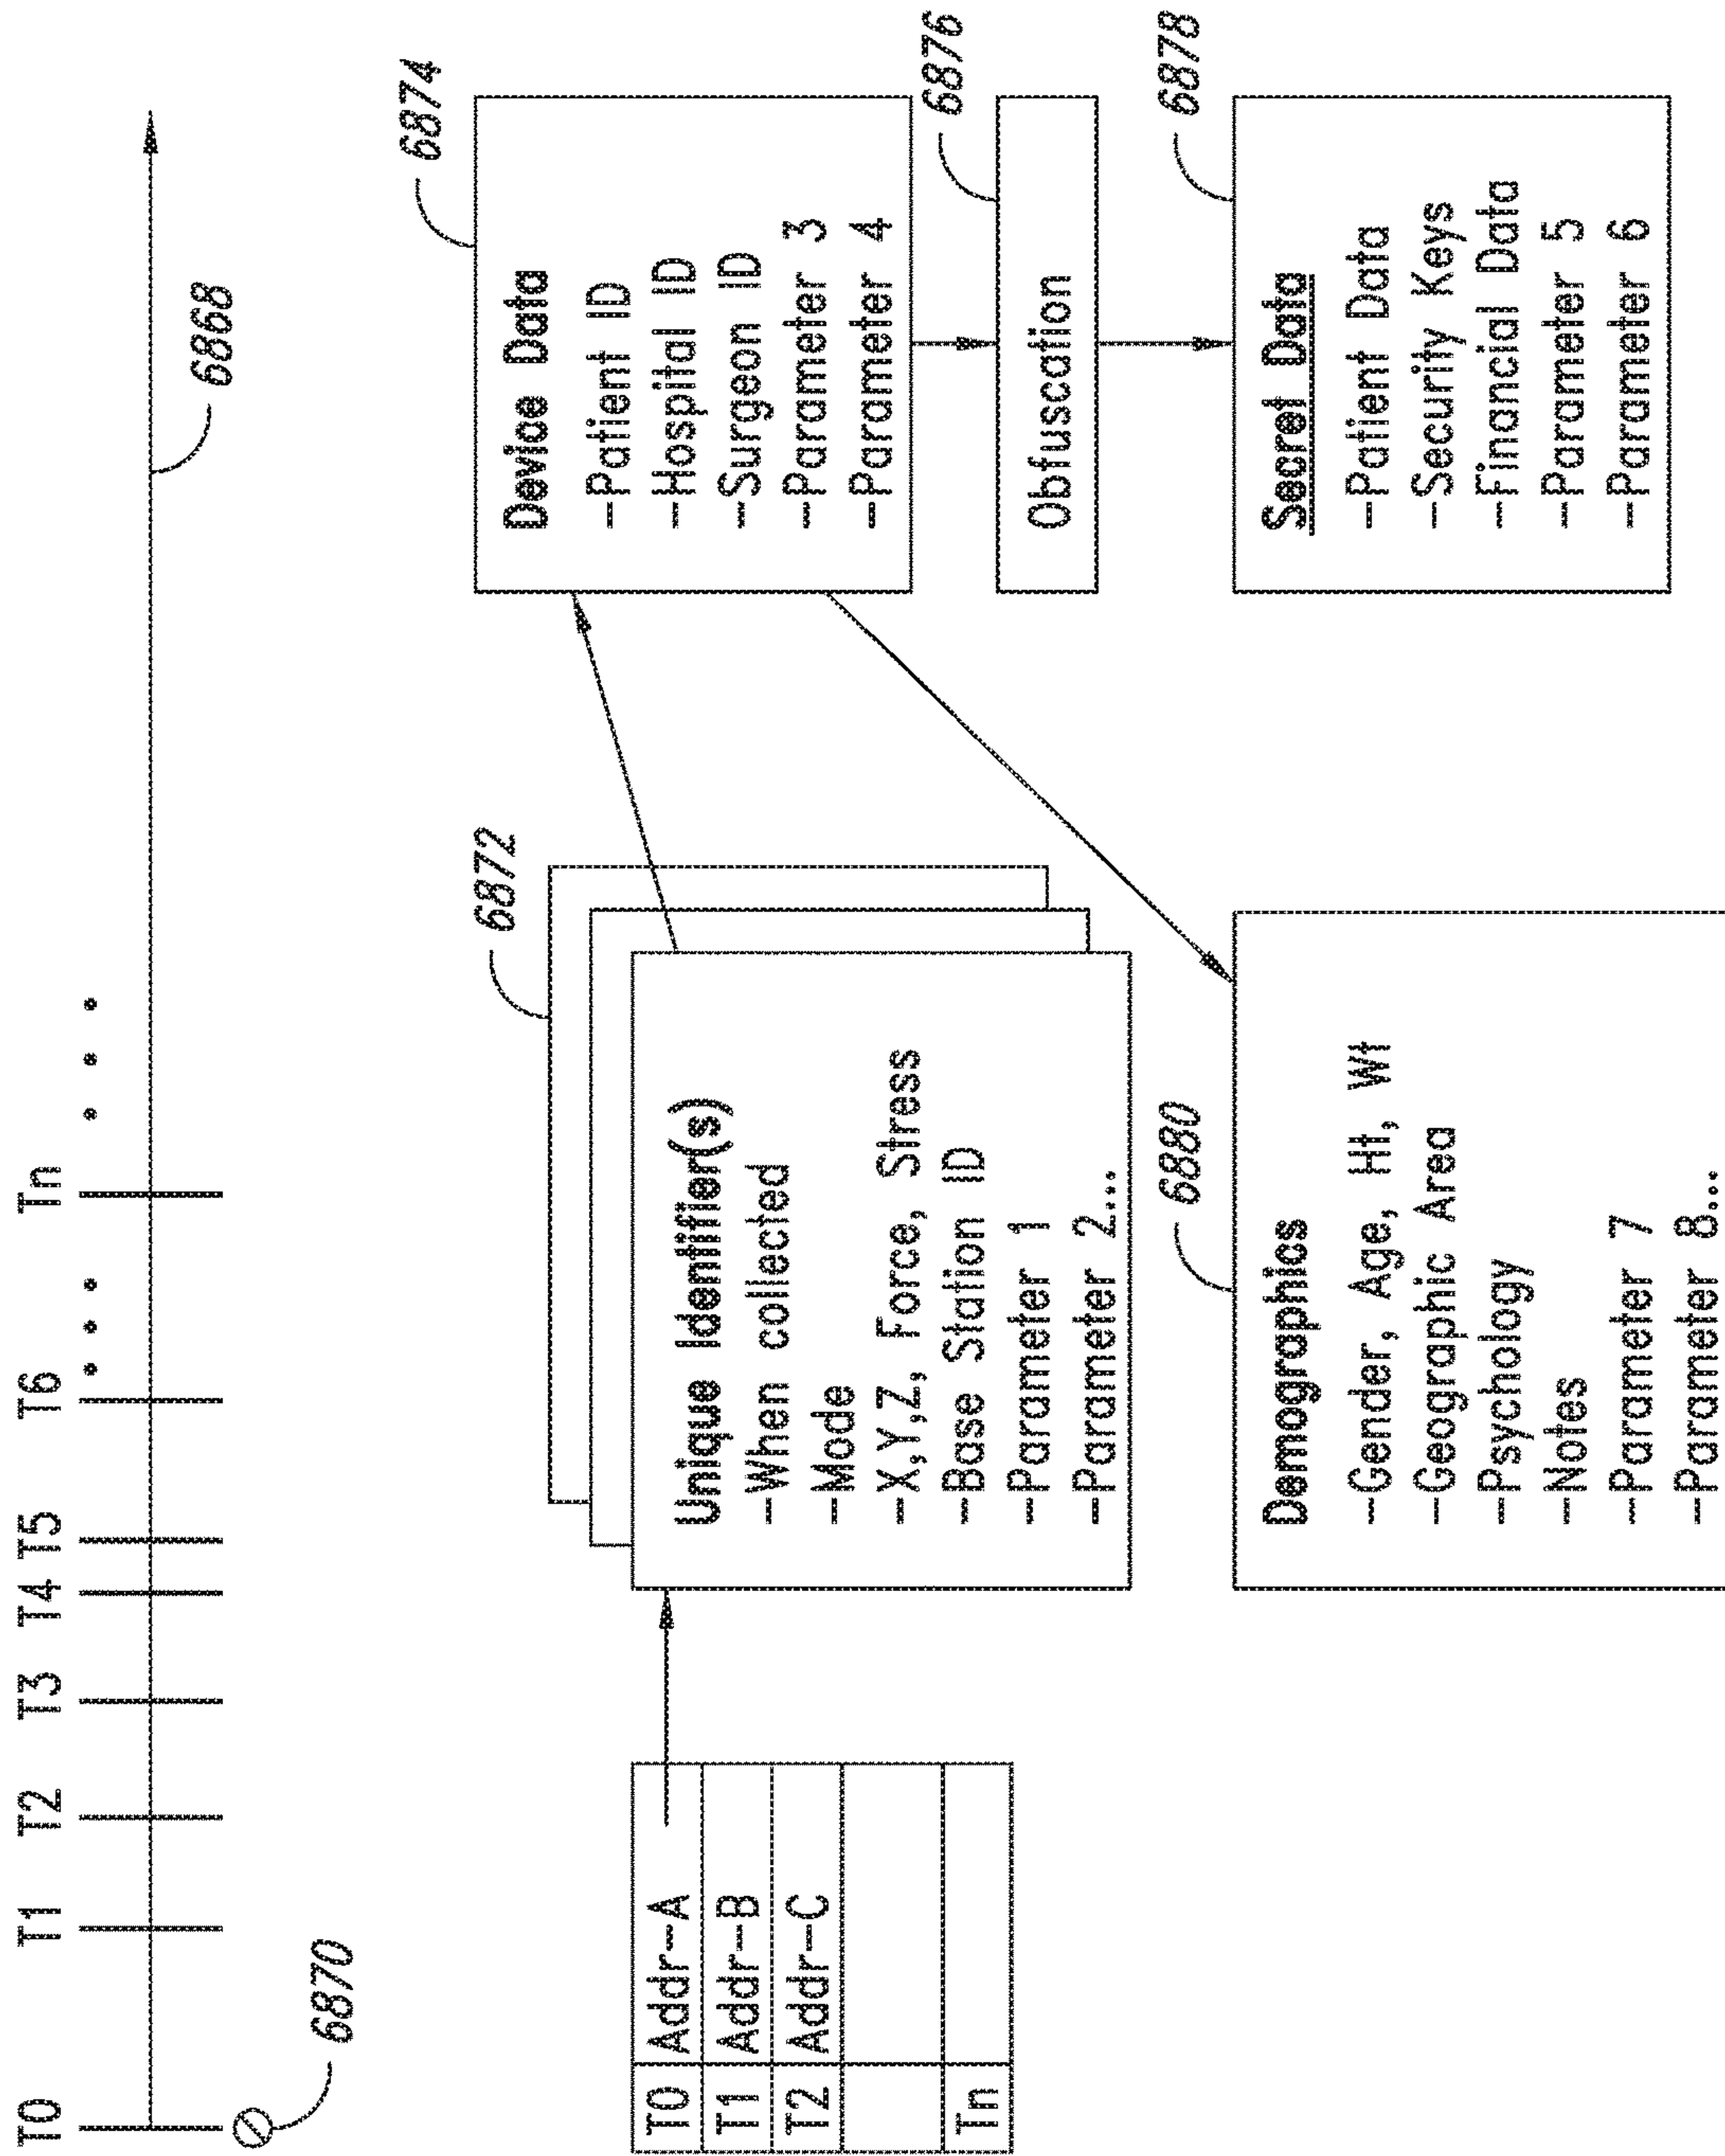 T0 T1 T2 T3 T4 T5 T6 Tn
6868
6870
T0 Addr-A
T1 Addr-B
T2 Addr-C
Tn
6872
Unique Identifier(s)
-When collected
-Mode
-X,Y,Z, Force, Stress
-Base Station ID
-Parameter 1
-Parameter 2...
6874
Device Data
-Patient ID
-Hospital ID
-Surgeon ID
-Parameter 3
-Parameter 4
6876
Obfuscation
6878
Secret Data
-Patient Data
-Security Keys
-Financial Data
-Parameter 5
-Parameter 6
6880
Demographics
-Gender, Age, Ht, Wt
-Geographic Area
-Psychology
-Notes
-Parameter 7
-Parameter 8...